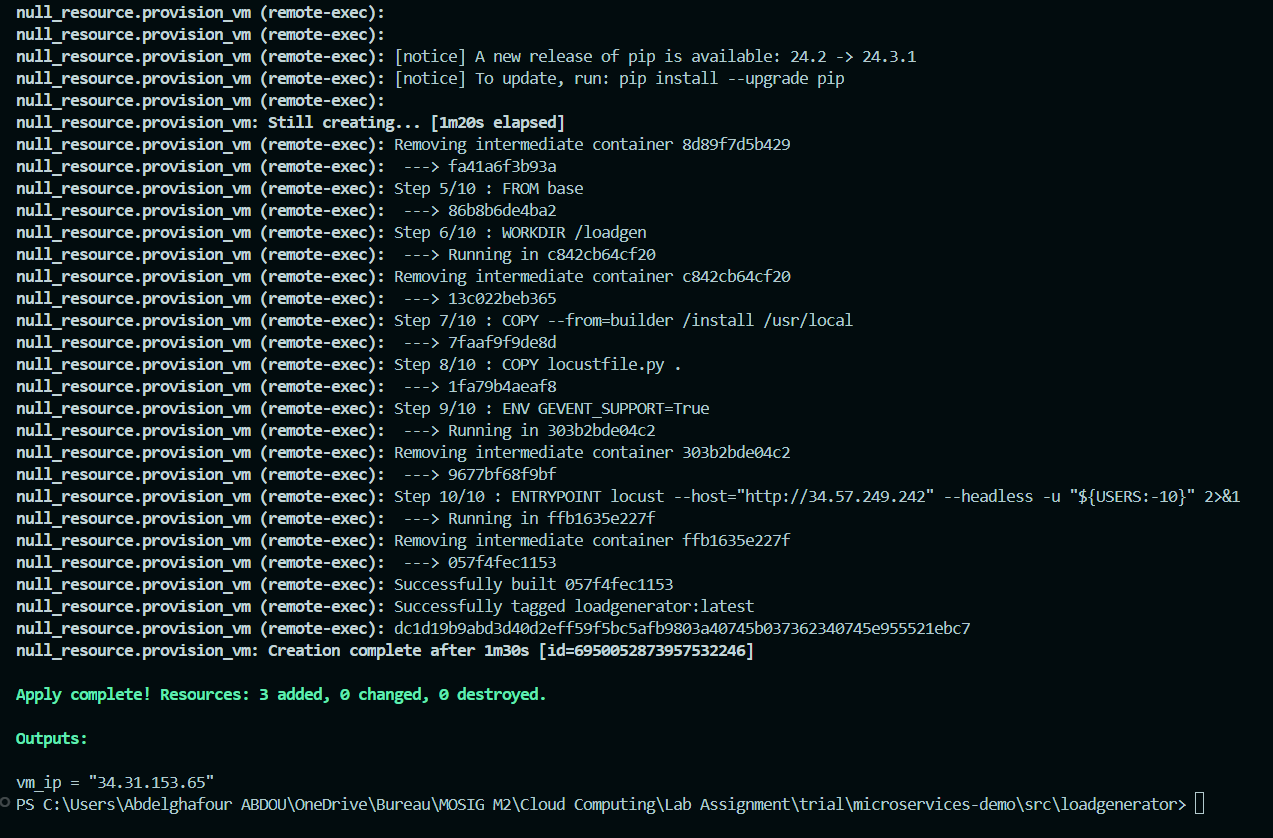 null_resource.provision_vm (remote-exec):
null_resource.provision_vm (remote-exec):
null_resource.provision_vm (remote-exec): [notice] A new release of pip is available: 24.2 -> 24.3.1
null_resource.provision_vm (remote-exec): [notice] To update, run: pip install --upgrade pip
null_resource.provision_vm (remote-exec):
null_resource.provision_vm: Still creating... [1m20s elapsed]
null_resource.provision_vm (remote-exec): Removing intermediate container 8d89f7d5b429
null_resource.provision_vm (remote-exec):  ---> fa41a6f3b93a
null_resource.provision_vm (remote-exec): Step 5/10 : FROM base
null_resource.provision_vm (remote-exec):  ---> 86b8b6de4ba2
null_resource.provision_vm (remote-exec): Step 6/10 : WORKDIR /loadgen
null_resource.provision_vm (remote-exec):  ---> Running in c842cb64cf20
null_resource.provision_vm (remote-exec): Removing intermediate container c842cb64cf20
null_resource.provision_vm (remote-exec):  ---> 13c022beb365
null_resource.provision_vm (remote-exec): Step 7/10 : COPY --from=builder /install /usr/local
null_resource.provision_vm (remote-exec):  ---> 7faaf9f9de8d
null_resource.provision_vm (remote-exec): Step 8/10 : COPY locustfile.py .
null_resource.provision_vm (remote-exec):  ---> 1fa79b4aeaf8
null_resource.provision_vm (remote-exec): Step 9/10 : ENV GEVENT_SUPPORT=True
null_resource.provision_vm (remote-exec):  ---> Running in 303b2bde04c2
null_resource.provision_vm (remote-exec): Removing intermediate container 303b2bde04c2
null_resource.provision_vm (remote-exec):  ---> 9677bf68f9bf
null_resource.provision_vm (remote-exec): Step 10/10 : ENTRYPOINT locust --host="http://34.57.249.242" --headless -u "${USERS:-10}" 2>&1
null_resource.provision_vm (remote-exec):  ---> Running in ffb1635e227f
null_resource.provision_vm (remote-exec): Removing intermediate container ffb1635e227f
null_resource.provision_vm (remote-exec):  ---> 057f4fec1153
null_resource.provision_vm (remote-exec): Successfully built 057f4fec1153
null_resource.provision_vm (remote-exec): Successfully tagged loadgenerator:latest
null_resource.provision_vm (remote-exec): dc1d19b9abd3d40d2eff59f5bc5afb9803a40745b037362340745e955521ebc7
null_resource.provision_vm: Creation complete after 1m30s [id=6950052873957532246]
Apply complete! Resources: 3 added, 0 changed, 0 destroyed.
Outputs:
vm_ip = "34.31.153.65"
PS C:\Users\Abdelghafour ABDOU\OneDrive\Bureau\MOSIG M2\Cloud Computing\Lab Assignment\trial\microservices-demo\src\loadgenerator>